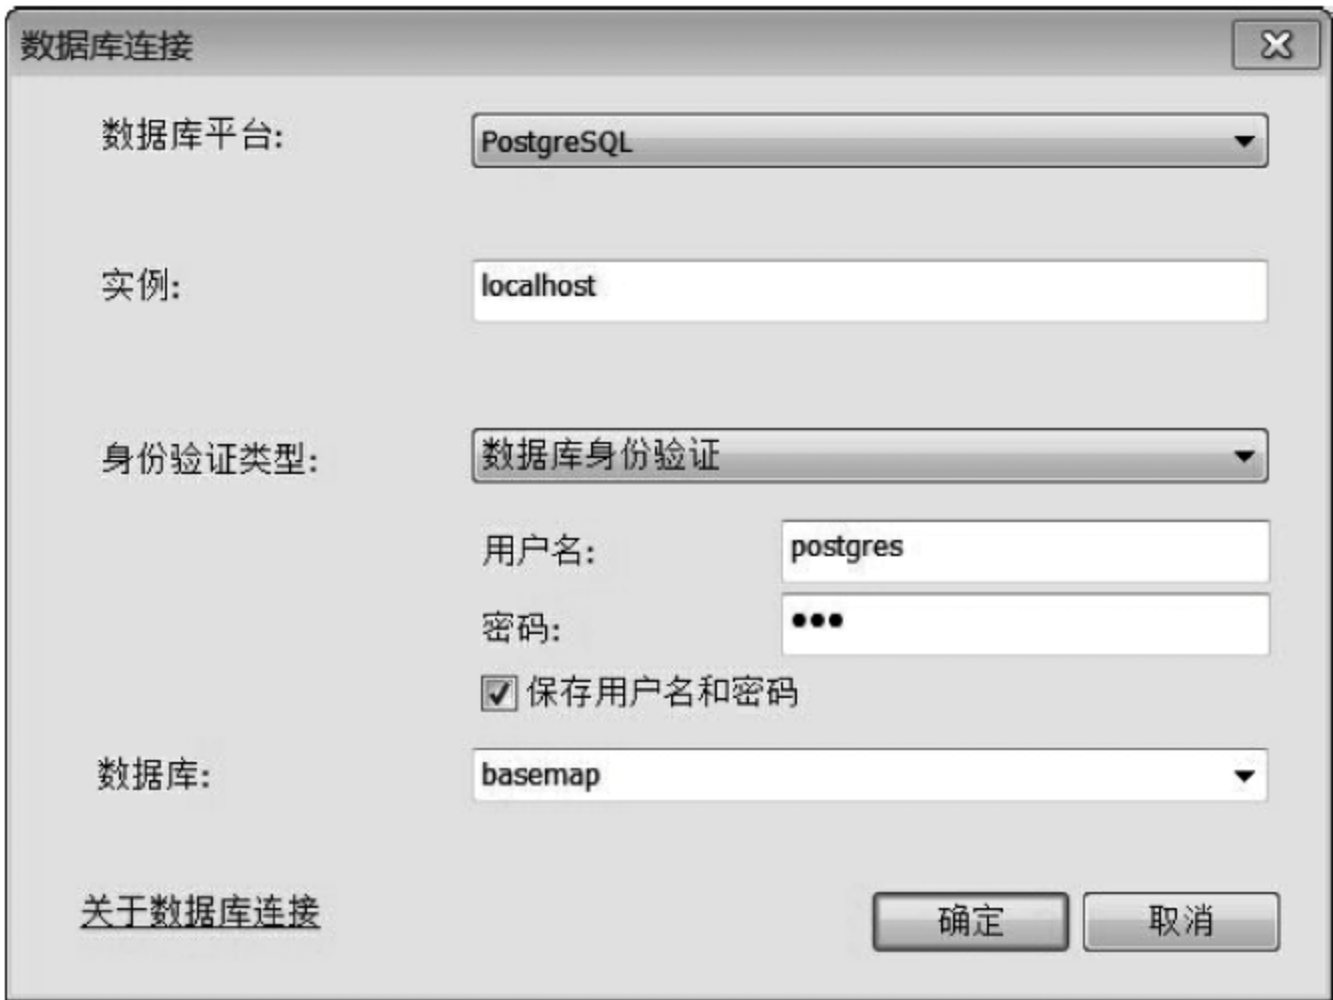 数据库连接
数据库平台: PostgreSQL
实例: localhost
身份验证类型: 数据库身份验证
用户名: postgres
密码: ●●●
保存用户名和密码
数据库: basemap
关于数据库连接 确定 取消